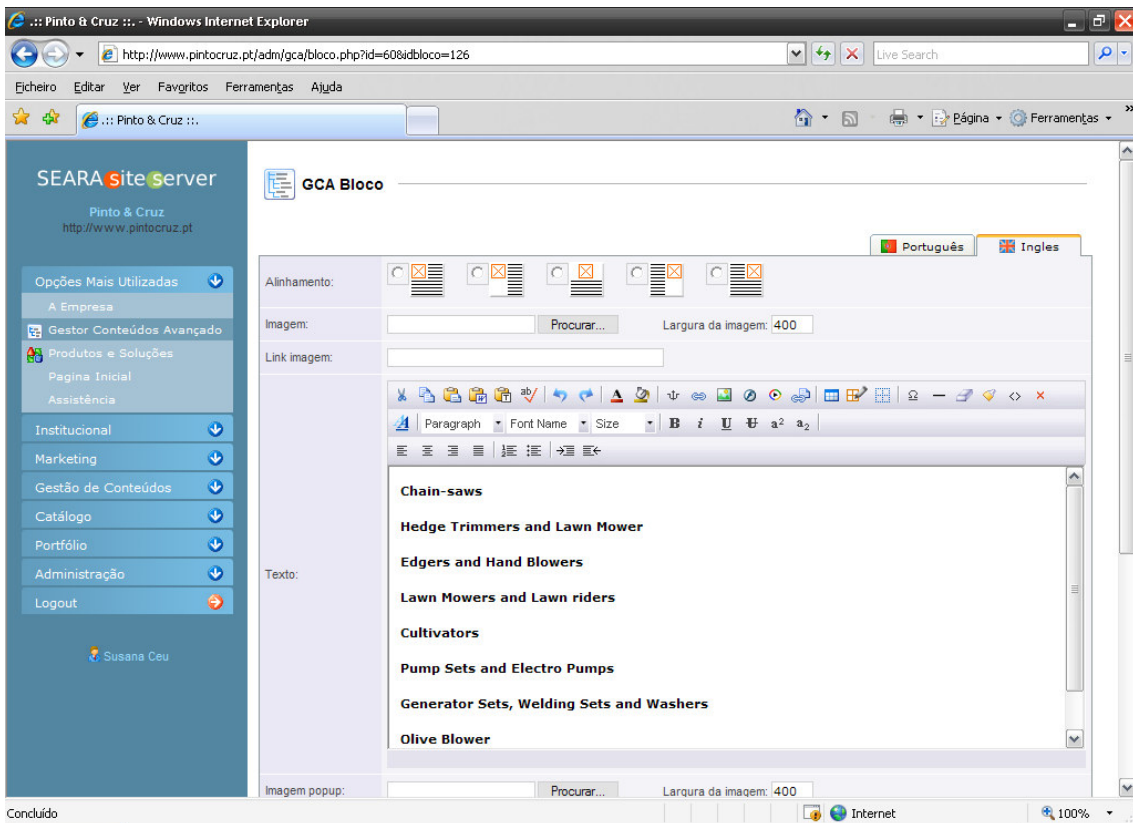 .:: Pinto & Cruz ::. - Windows Internet Explorer
http://www.pintocruz.pt/adm/gca/bloco.php?id=60&idbloco=126
Live Search
Ficheiro Editar Ver Favoritos Ferramentas Ajuda
.:: Pinto & Cruz ::.
Página Ferramentas »
SEARA site server
Pinto & Cruz
http://www.pintocruz.pt
Opções Mais Utilizadas
A Empresa
Gestor Conteúdos Avançado
Produtos e Soluções
Pagina Inicial
Assistência
Institucional
Marketing
Gestão de Conteúdos
Catálogo
Portfólio
Administração
Logout
Susana Ceu
GCA Bloco
Português Ingles
Alinhamento:
Imagem: Procurar... Largura da imagem: 400
Link imagem:
Texto:
Paragraph Font Name Size B i U U a² a₂
Chain-saws
Hedge Trimmers and Lawn Mower
Edgers and Hand Blowers
Lawn Mowers and Lawn riders
Cultivators
Pump Sets and Electro Pumps
Generator Sets, Welding Sets and Washers
Olive Blower
Imagem popup: Procurar... Largura da imagem: 400
Concluído Internet 100%